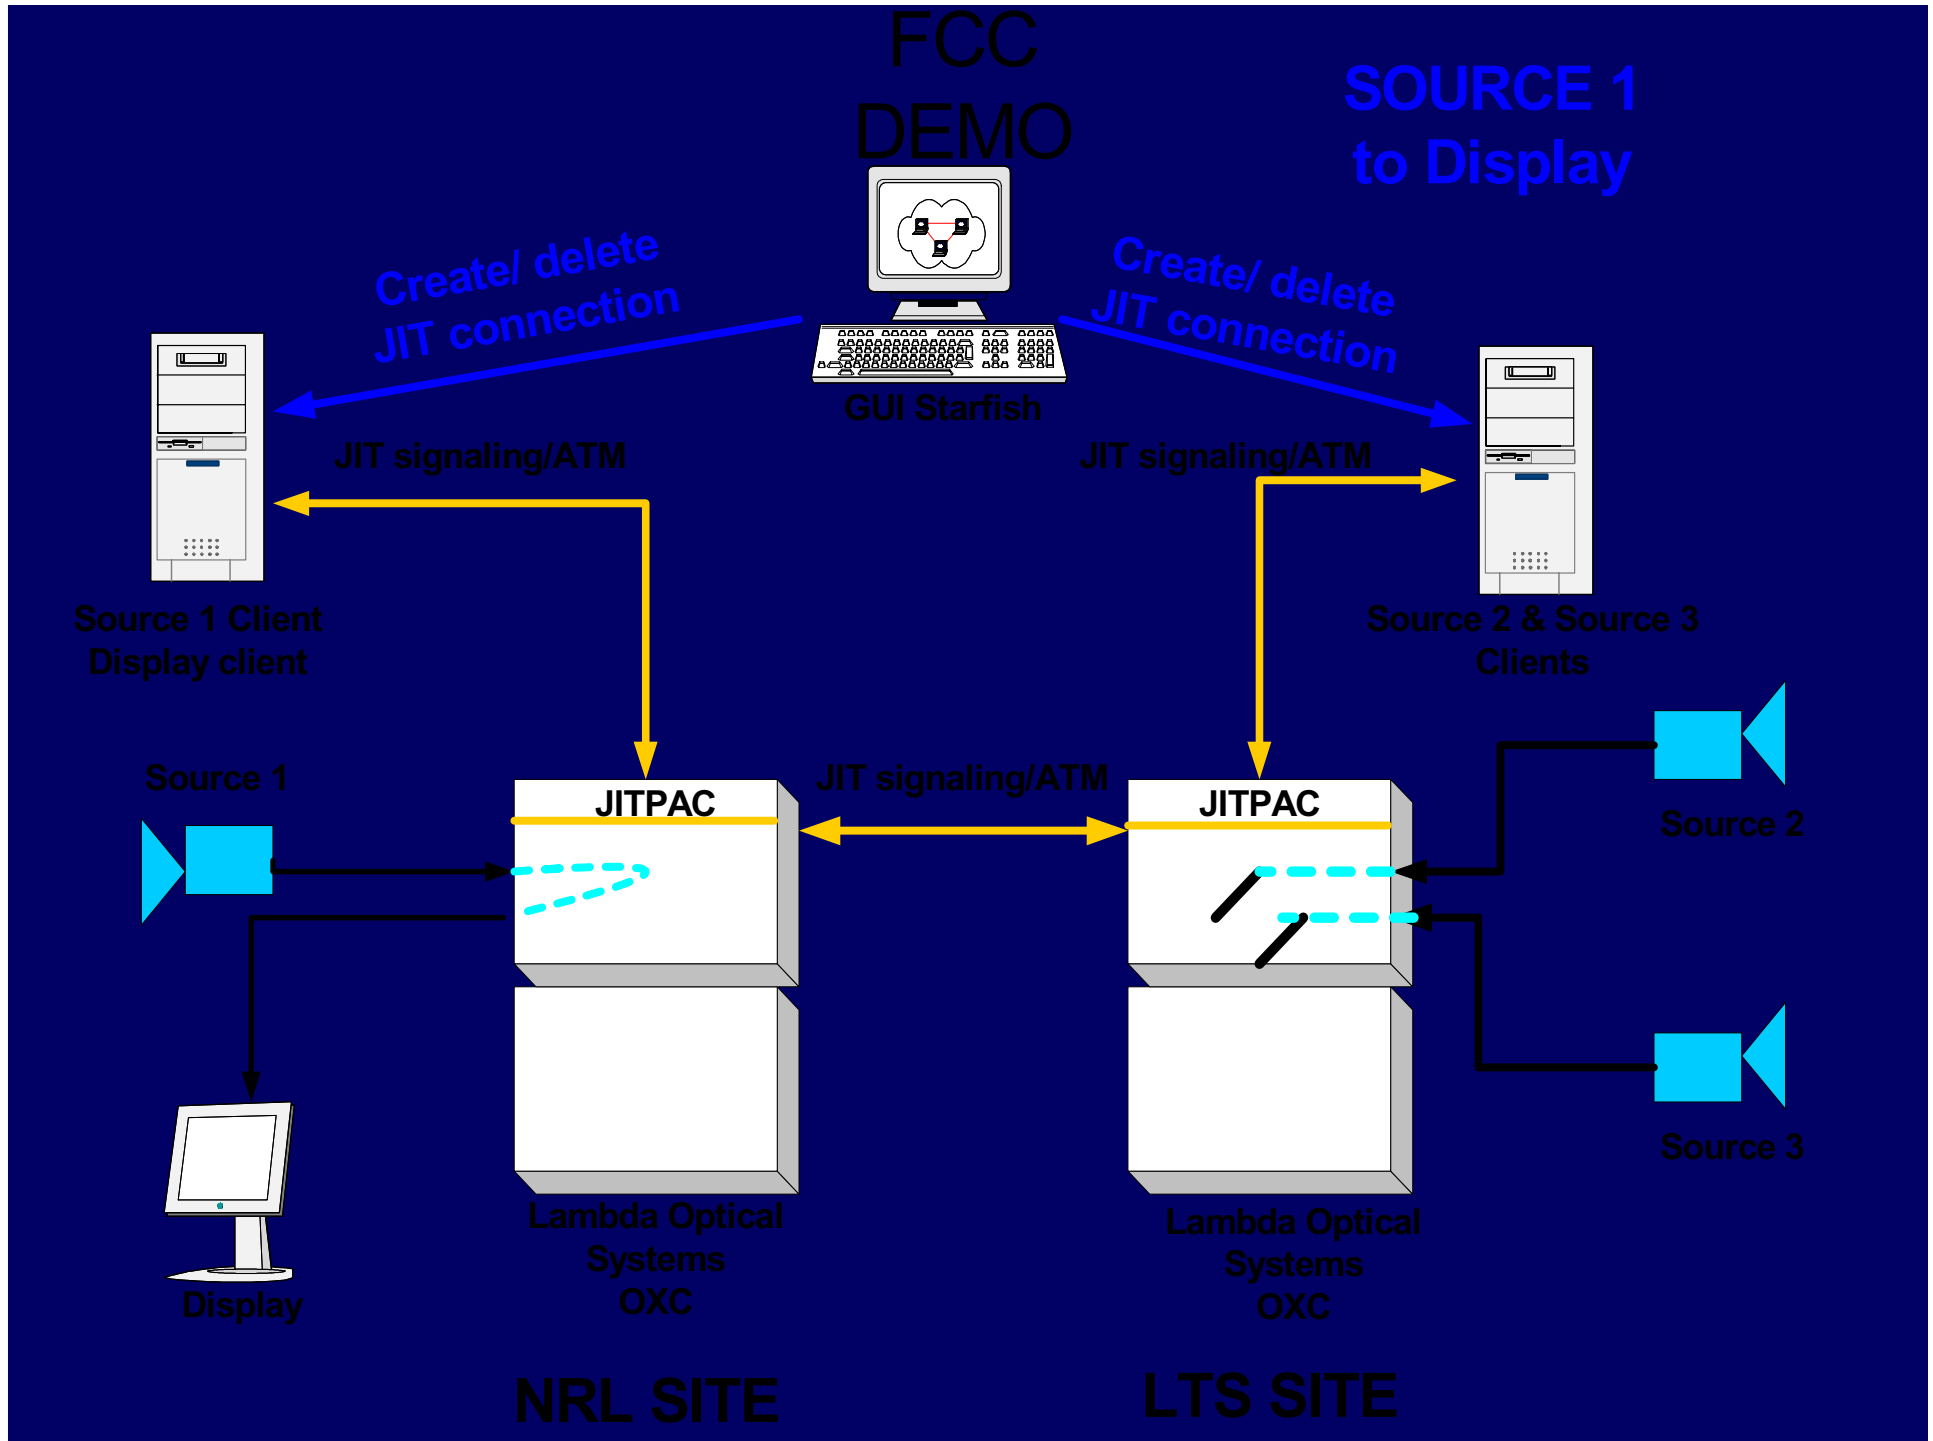 FCC
DEMO
SOURCE 1
to Display
Create/ delete
JIT connection
Create/ delete
JIT connection
GUI Starfish
JIT signaling/ATM
JIT signaling/ATM
Source 1 Client
Display client
Source 2 & Source 3
Clients
Source 1
JITPAC
JIT signaling/ATM
JITPAC
Source 2
Source 3
Lambda Optical
Systems
OXC
Lambda Optical
Systems
OXC
Display
NRL SITE
LTS SITE